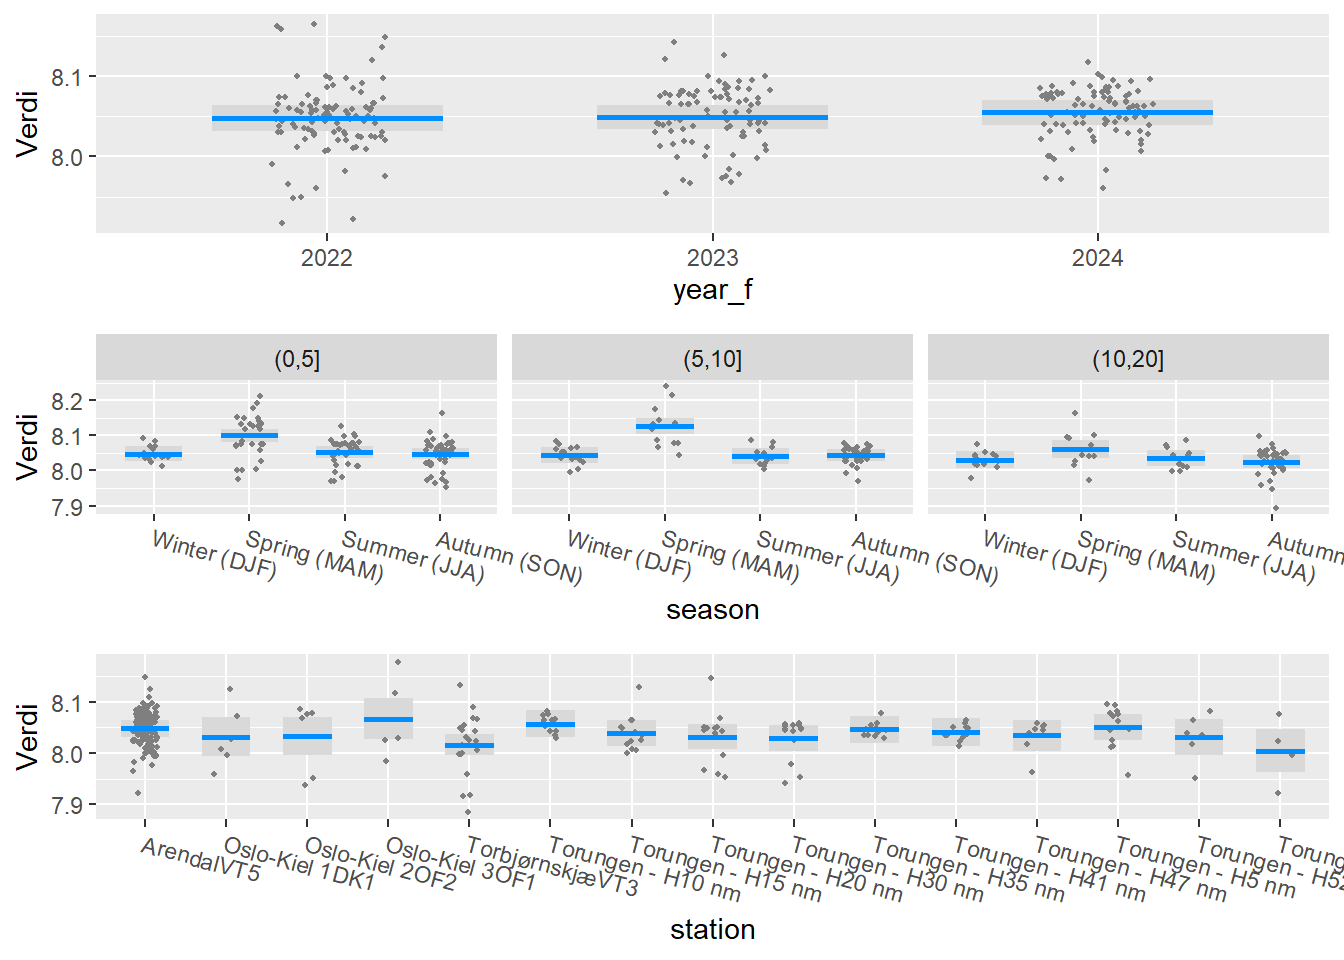 Verdi
8.1
8.0
2022 2023 2024
year_f
(0,5] (5,10] (10,20]
Verdi
8.2
8.1
8.0
7.9
Winter (DJF) Spring (MAM) Summer (JJA) Autumn (SON) Winter (DJF) Spring (MAM) Summer (JJA) Autumn (SON) Winter (DJF) Spring (MAM) Summer (JJA) Autumn
season
Verdi
8.1
8.0
7.9
ArendalVT5 Oslo-Kiel 1DK1 Oslo-Kiel 2OF2 Oslo-Kiel 3OF1 TorbjørnskjæVT3 Torungen - H10 nm Torungen - H15 nm Torungen - H20 nm Torungen - H30 nm Torungen - H35 nm Torungen - H41 nm Torungen - H47 nm Torungen - H5 nm Torungen - H52
station